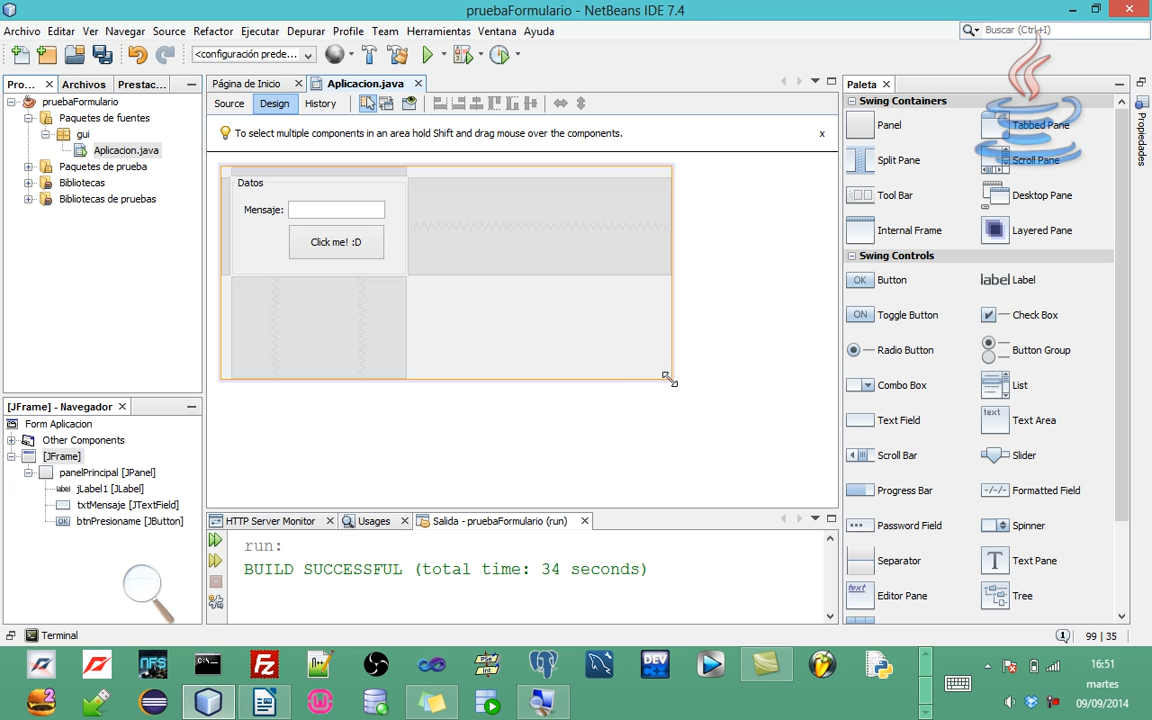 pruebaFormulario - NetBeans IDE 7.4
Archivo Editar Ver Navegar Source Refactor Ejecutar Depurar Profile Team Herramientas Ventana Ayuda
Buscar (Ctrl+I)
<configuración prede...
Pro... Archivos Prestac...
pruebaFormulario
Paquetes de fuentes
gui
Aplicacion.java
Paquetes de prueba
Bibliotecas
Bibliotecas de pruebas
Página de Inicio Aplicacion.java
Source Design History
To select multiple components in an area hold Shift and drag mouse over the components. x
Datos
Mensaje:
Click me! :D
Paleta
Swing Containers
Panel Tabbed Pane
Split Pane Scroll Pane
Tool Bar Desktop Pane
Internal Frame Layered Pane
Swing Controls
OK Button label Label
ON Toggle Button Check Box
Radio Button Button Group
Combo Box List
Text Field text Text Area
Scroll Bar Slider
Progress Bar Formatted Field
Password Field Spinner
Separator T Text Pane
text Editor Pane Tree
Propiedades
[JFrame] - Navegador
Form Aplicacion
Other Components
[JFrame]
panelPrincipal [JPanel]
label jLabel1 [JLabel]
txtMensaje [JTextField]
OK btnPresioname [JButton]
HTTP Server Monitor Usages Salida - pruebaFormulario (run)
run:
BUILD SUCCESSFUL (total time: 34 seconds)
Terminal
1 99 | 35
NFS
DEV
16:51
martes
09/09/2014
2